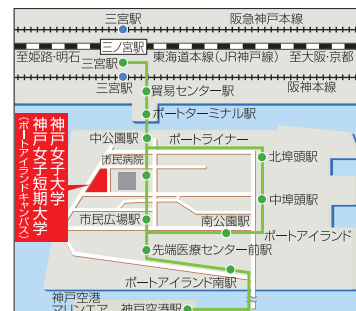 三宮駅
阪急神戸本線
三ノ宮駅
至姫路・明石
三宮駅
東海道本線(JR神戸線)
至大阪・京都
三宮駅
阪神本線
貿易センター駅
ポートターミナル駅
中公園駅
ポートライナー
市民病院
北埠頭駅
神戸女子大学
神戸女子短期大学
(ポートアイランドキャンパス)
中埠頭駅
市民広場駅
南公園駅
ポートアイランド
先端医療センター前駅
ポートアイランド南駅
神戸空港
マリンエア
神戸空港駅